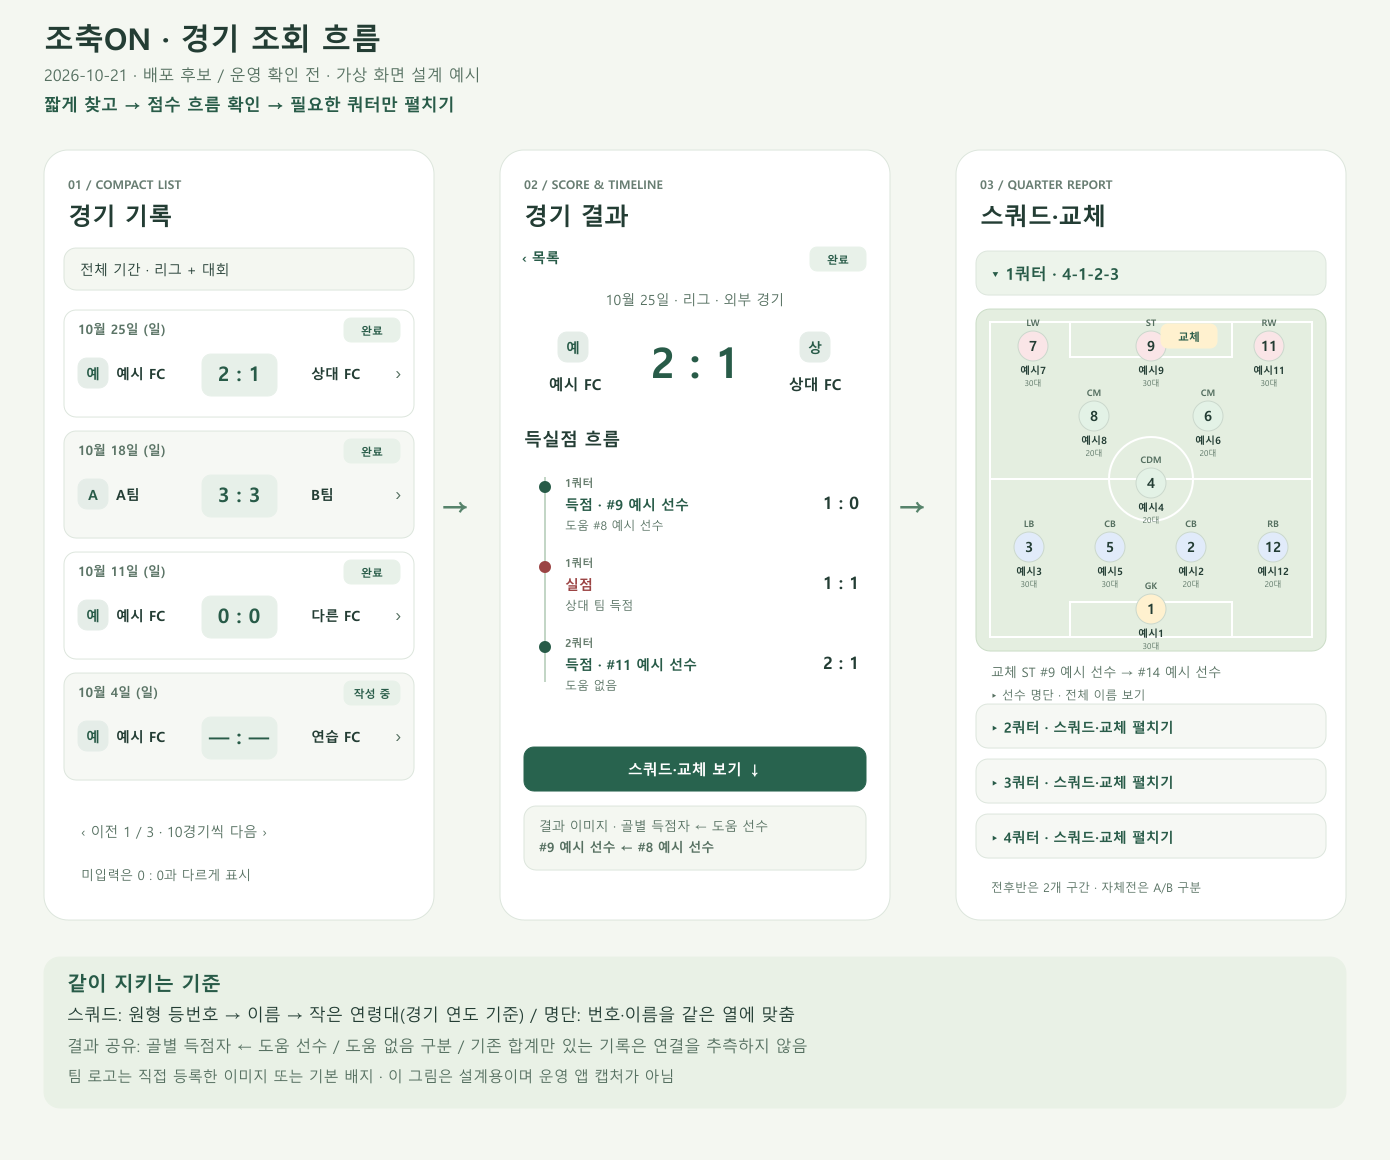 조축ON · 경기 조회 흐름
2026-10-21 · 배포 후보 / 운영 확인 전 · 가상 화면 설계 예시
짧게 찾고 → 점수 흐름 확인 → 필요한 쿼터만 펼치기
01 / COMPACT LIST
경기 기록
전체 기간 · 리그 + 대회
10월 25일 (일)
완료
예 예시 FC 2 : 1 상대 FC ›
10월 18일 (일)
완료
A A팀 3 : 3 B팀 ›
10월 11일 (일)
완료
예 예시 FC 0 : 0 다른 FC ›
10월 4일 (일)
작성 중
예 예시 FC — : — 연습 FC ›
‹ 이전 1 / 3 · 10경기씩 다음 ›
미입력은 0 : 0과 다르게 표시
→
02 / SCORE & TIMELINE
경기 결과
‹ 목록
완료
10월 25일 · 리그 · 외부 경기
예 2 : 1 상
예시 FC 상대 FC
득실점 흐름
1쿼터
득점 · #9 예시 선수 1 : 0
도움 #8 예시 선수
1쿼터
실점 1 : 1
상대 팀 득점
2쿼터
득점 · #11 예시 선수 2 : 1
도움 없음
스쿼드·교체 보기 ↓
결과 이미지 · 골별 득점자 ← 도움 선수
#9 예시 선수 ← #8 예시 선수
→
03 / QUARTER REPORT
스쿼드·교체
▾ 1쿼터 · 4-1-2-3
LW ST RW
7 9 교체 11
예시7 예시9 예시11
30대 30대 30대
CM CM
8 6
예시8 예시6
20대 20대
CDM
4
예시4
20대
LB CB CB RB
3 5 2 12
예시3 예시5 예시2 예시12
30대 30대 20대 20대
GK
1
예시1
30대
교체 ST #9 예시 선수 → #14 예시 선수
▸ 선수 명단 · 전체 이름 보기
▸ 2쿼터 · 스쿼드·교체 펼치기
▸ 3쿼터 · 스쿼드·교체 펼치기
▸ 4쿼터 · 스쿼드·교체 펼치기
전후반은 2개 구간 · 자체전은 A/B 구분
같이 지키는 기준
스쿼드: 원형 등번호 → 이름 → 작은 연령대(경기 연도 기준) / 명단: 번호·이름을 같은 열에 맞춤
결과 공유: 골별 득점자 ← 도움 선수 / 도움 없음 구분 / 기존 합계만 있는 기록은 연결을 추측하지 않음
팀 로고는 직접 등록한 이미지 또는 기본 배지 · 이 그림은 설계용이며 운영 앱 캡처가 아님